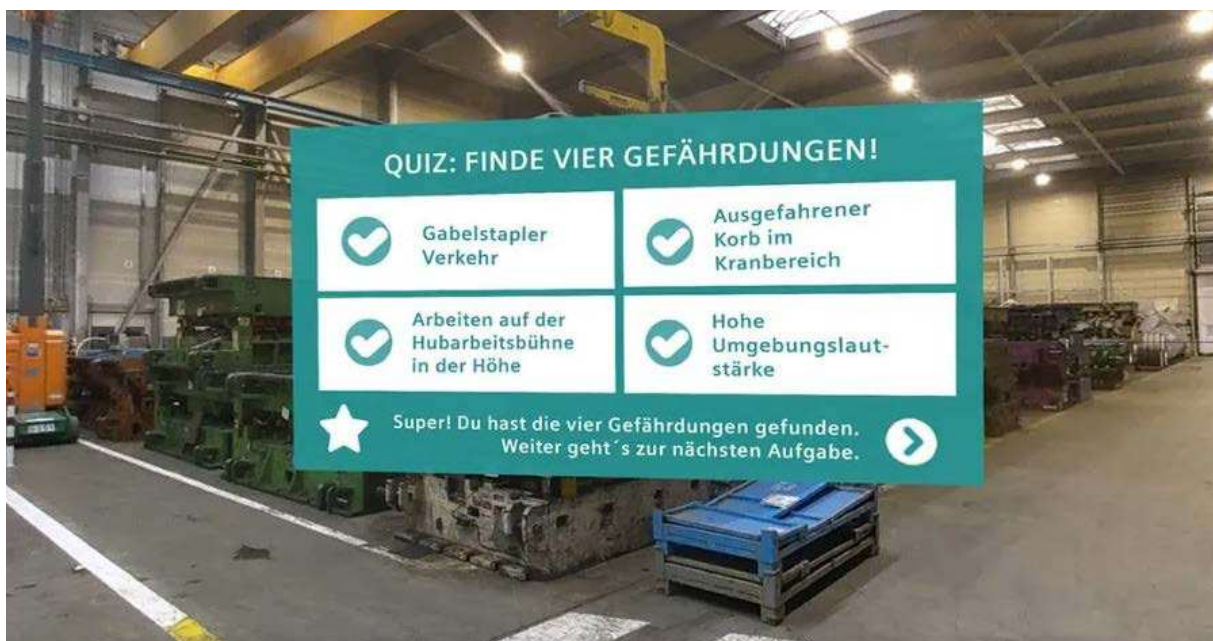 QUIZ: FINDE VIER GEFÄHRDUNGEN!
Gabelstapler
Verkehr
Ausgefahrener
Korb im
Kranbereich
Arbeiten auf der
Hubarbeitsbühne
in der Höhe
Hohe
Umgebungslaut-
stärke
Super! Du hast die vier Gefährdungen gefunden.
Weiter geht´s zur nächsten Aufgabe.